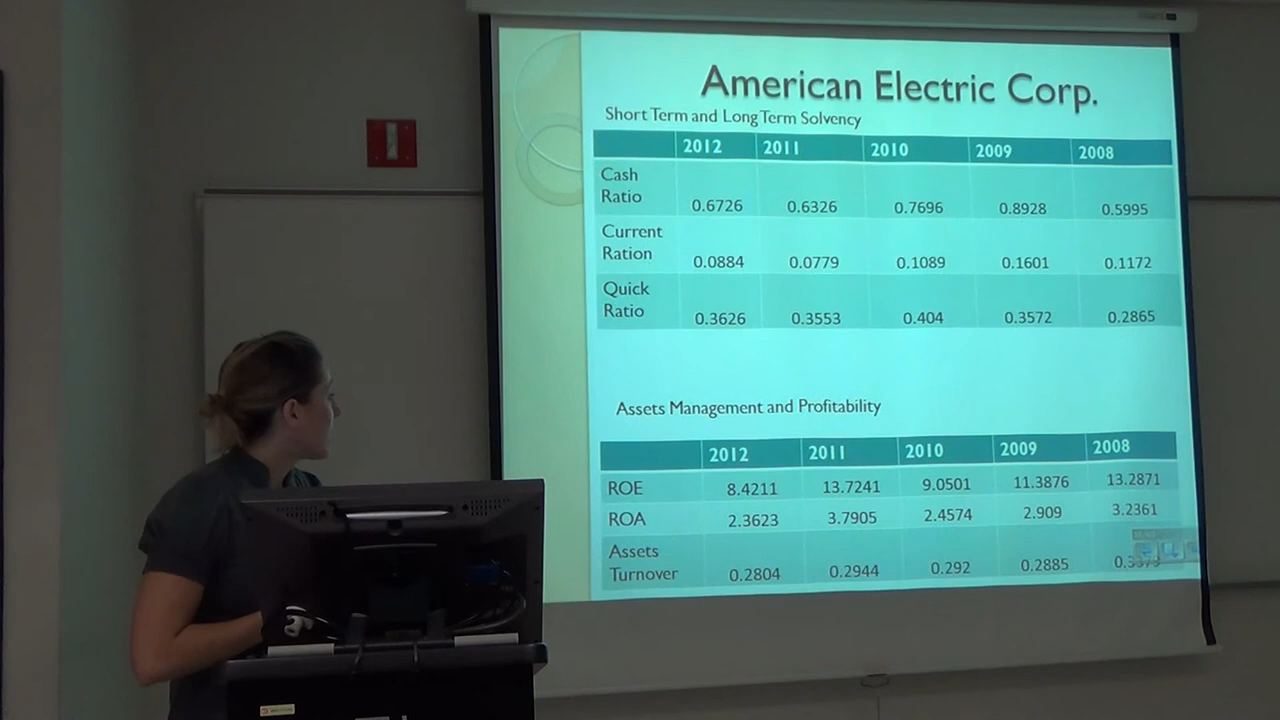 American Electric Corp.
Short Term and Long Term Solvency
2012 2011 2010 2009 2008
Cash
Ratio 0.6726 0.6326 0.7696 0.8928 0.5995
Current
Ration 0.0884 0.0779 0.1089 0.1601 0.1172
Quick
Ratio 0.3626 0.3553 0.404 0.3572 0.2865
Assets Management and Profitability
2012 2011 2010 2009 2008
ROE 8.4211 13.7241 9.0501 11.3876 13.2871
ROA 2.3623 3.7905 2.4574 2.909 3.2361
Assets
Turnover 0.2804 0.2944 0.292 0.2885